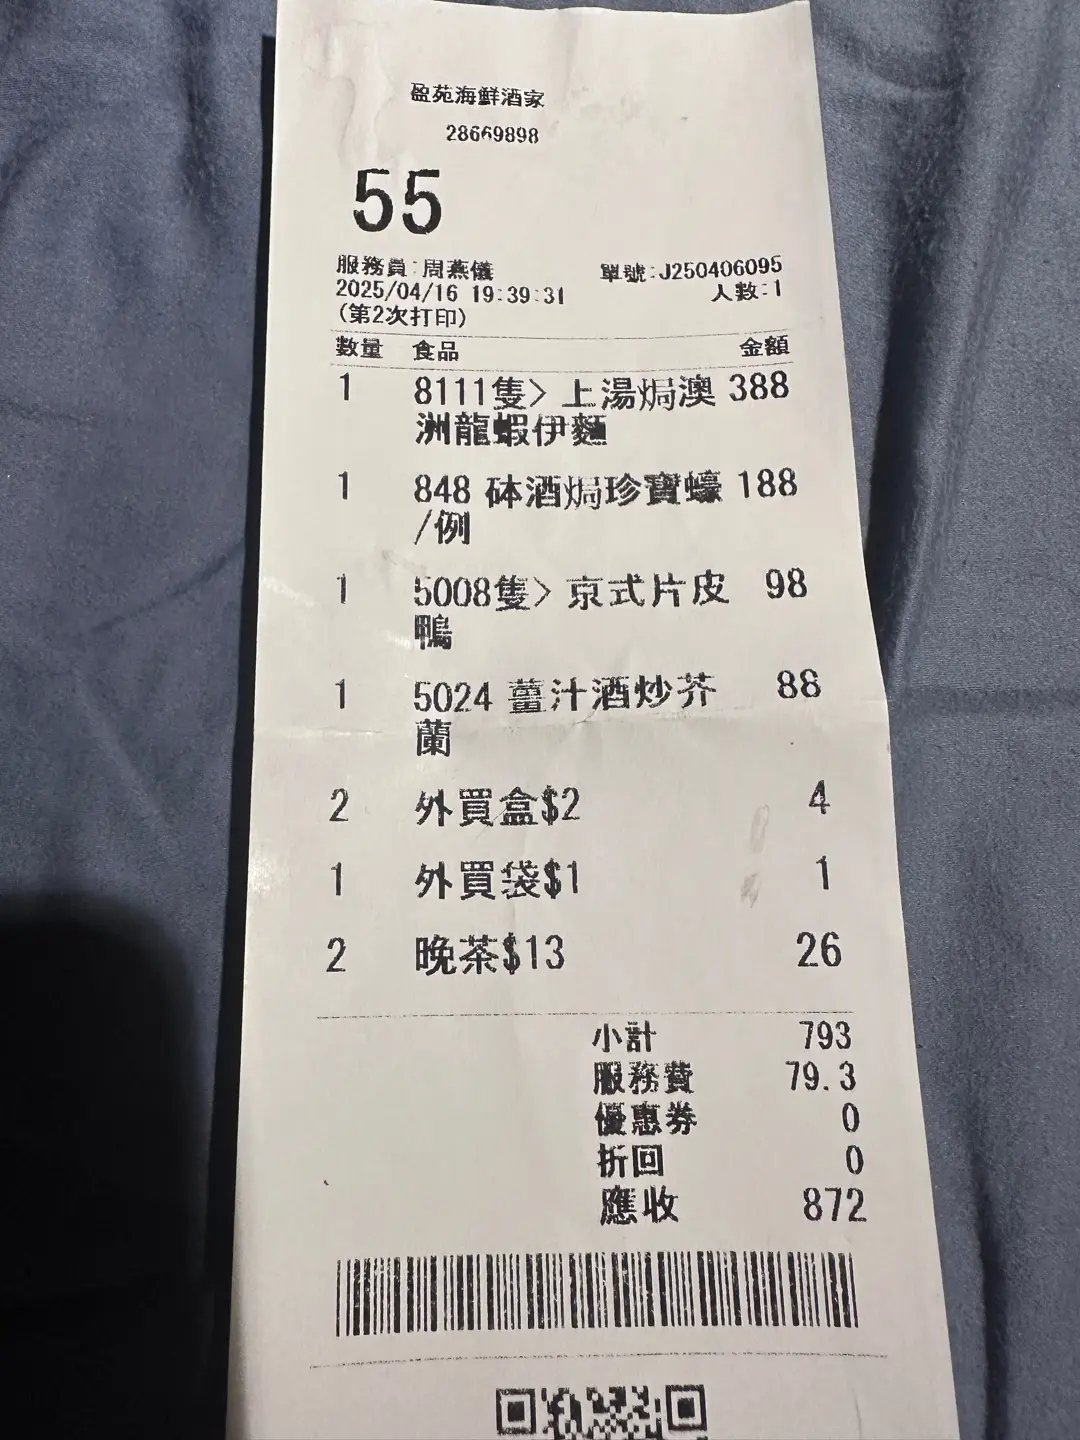 盈苑海鮮酒家
28669898
55
服務員:周燕儀 單號:J250406095
2025/04/16 19:39:31 人數:1
(第2次打印)
數量 食品 金額
1 8111隻> 上湯焗澳 388
洲龍蝦伊麵
1 848 砵酒焗珍寶蠔 188
/例
1 5008隻> 京式片皮 98
鴨
1 5024 薑汁酒炒芥 88
蘭
2 外買盒$2 4
1 外買袋$1 1
2 晚茶$13 26
小計 793
服務費 79.3
優惠券 0
折回 0
應收 872